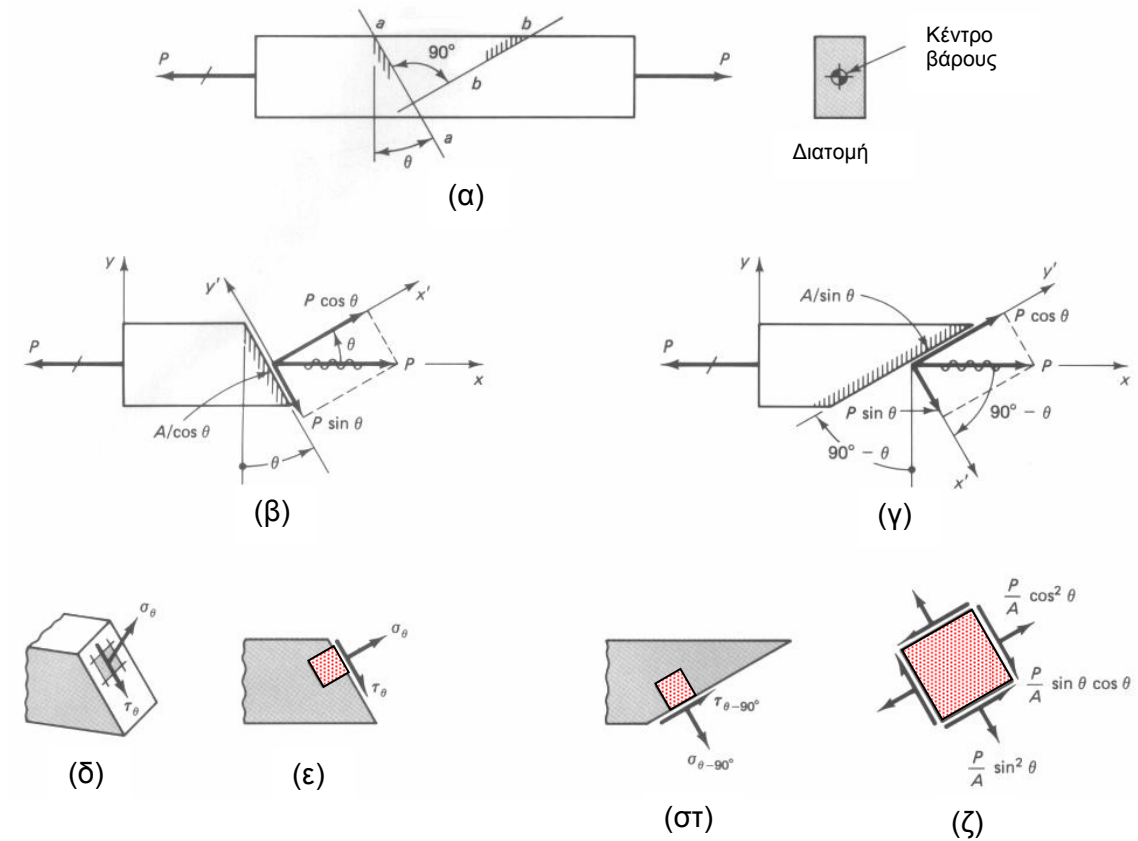 a
b
90°
P
P
b
a
θ
Κέντρο
βάρους
Διατομή
(α)
y
y'
P cos θ
x'
θ
P
P
x
P sin θ
A/cos θ
θ
(β)
y
y'
A/sin θ
P cos θ
P
P
x
P sin θ
90° − θ
90° − θ
x'
(γ)
σθ
τθ
(δ)
σθ
τθ
(ε)
τθ−90°
σθ−90°
(στ)
P/A cos² θ
P/A sin θ cos θ
P/A sin² θ
(ζ)